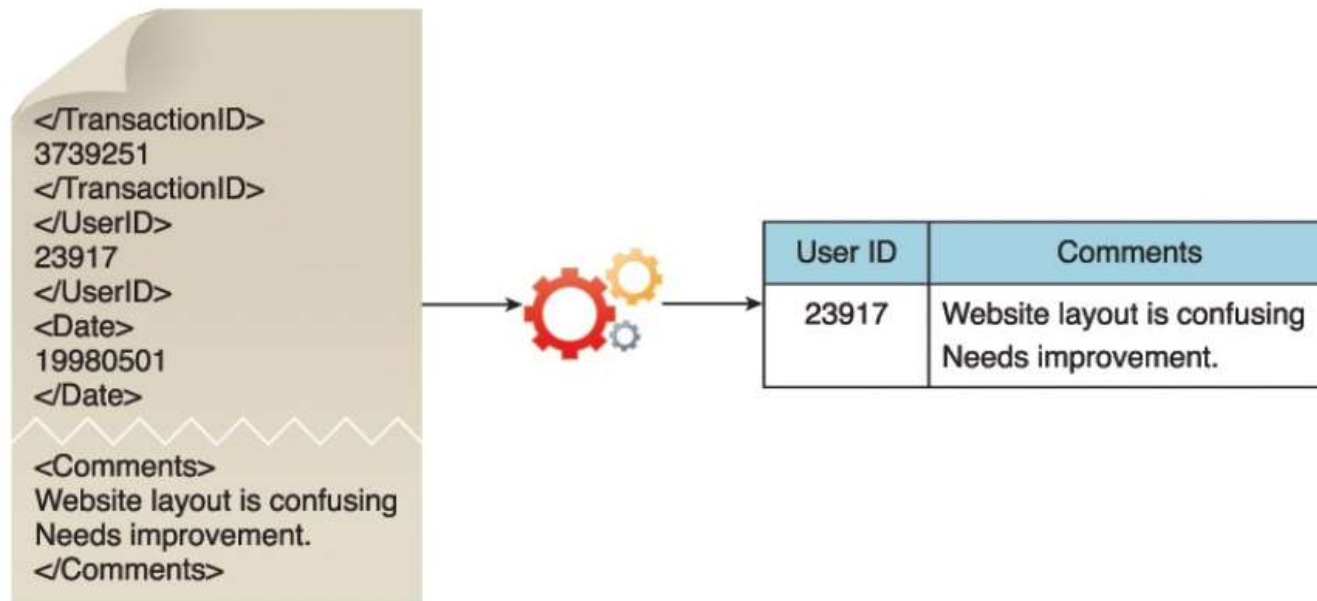 </TransactionID>
3739251
</TransactionID>
</UserID>
23917
</UserID>
<Date>
19980501
</Date>
<Comments>
Website layout is confusing
Needs improvement.
</Comments>
User ID Comments
23917 Website layout is confusing
Needs improvement.